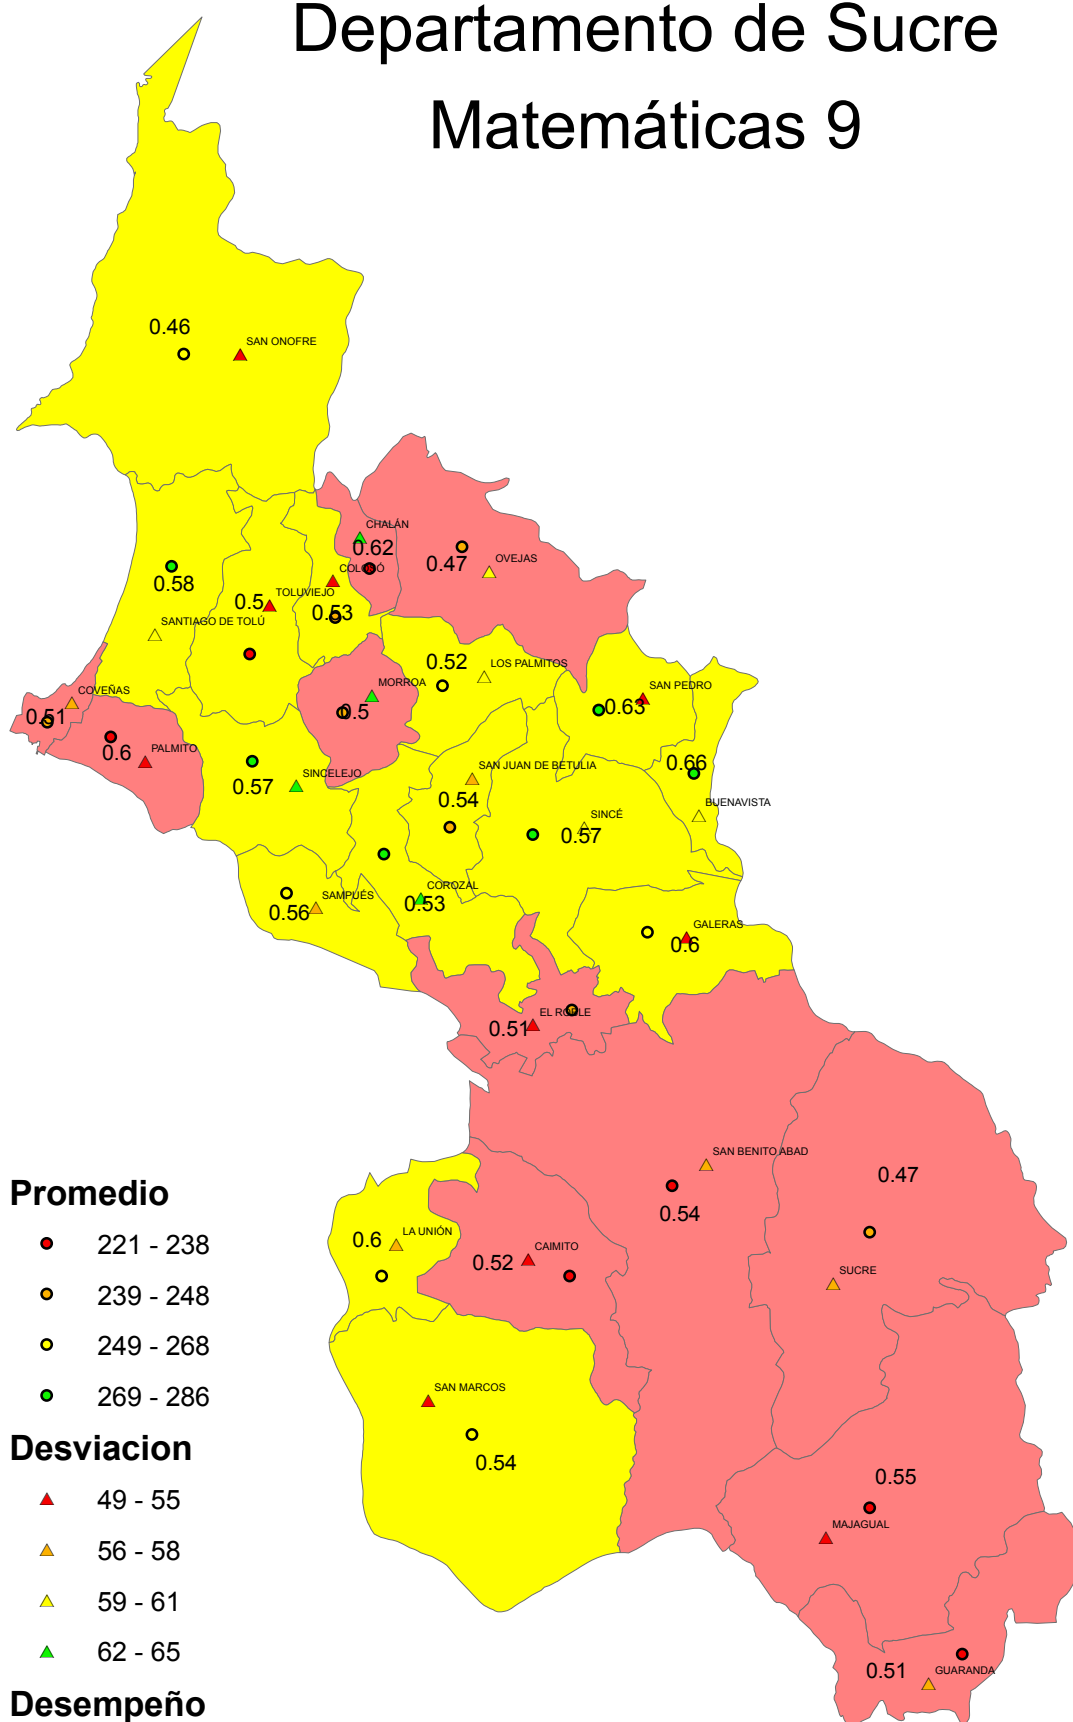 Departamento de Sucre
Matemáticas 9
0.46
SAN ONOFRE
CHALÁN
0.62
0.47
OVEJAS
COLOSÓ
0.58
0.5
TOLUVIEJO
0.53
SANTIAGO DE TOLÚ
0.52
LOS PALMITOS
MORROA
0.5
SAN PEDRO
0.63
COVEÑAS
0.51
0.6
PALMITO
0.66
SINCELEJO
0.57
SAN JUAN DE BETULIA
0.54
BUENAVISTA
SINCÉ
0.57
COROZAL
0.53
SAMPUÉS
0.56
GALERAS
0.6
EL ROBLE
0.51
SAN BENITO ABAD
0.54
0.47
SUCRE
0.6
LA UNIÓN
0.52
CAIMITO
SAN MARCOS
0.54
0.55
MAJAGUAL
0.51
GUARANDA
Promedio
221 - 238
239 - 248
249 - 268
269 - 286
Desviacion
49 - 55
56 - 58
59 - 61
62 - 65
Desempeño